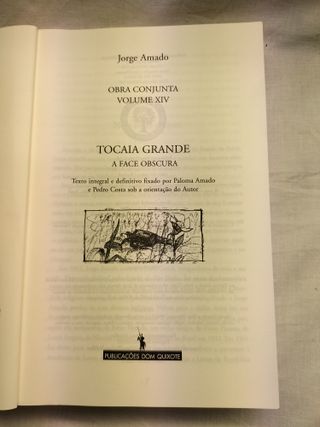 Jorge Amado
OBRA CONJUNTA
VOLUME XIV
TOCAIA GRANDE
A FACE OBSCURA
Texto integral e definitivo fixado por Paloma Amado
e Pedro Costa sob a orientação do Autor
PUBLICAÇÕES DOM QUIXOTE